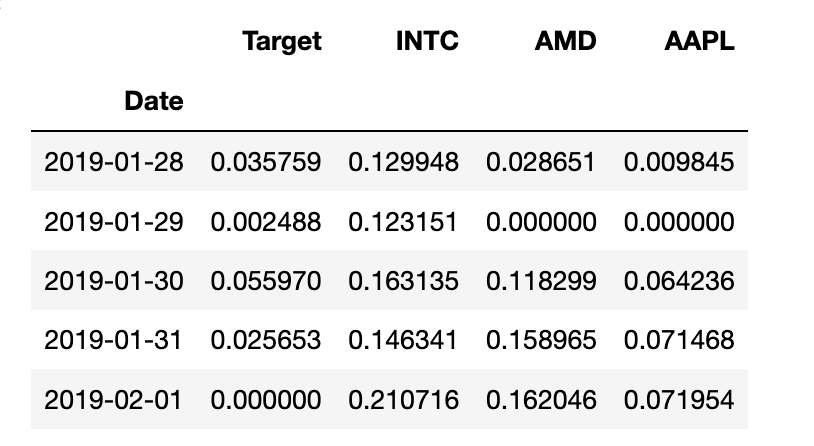 Target INTC AMD AAPL
Date
2019-01-28 0.035759 0.129948 0.028651 0.009845
2019-01-29 0.002488 0.123151 0.000000 0.000000
2019-01-30 0.055970 0.163135 0.118299 0.064236
2019-01-31 0.025653 0.146341 0.158965 0.071468
2019-02-01 0.000000 0.210716 0.162046 0.071954